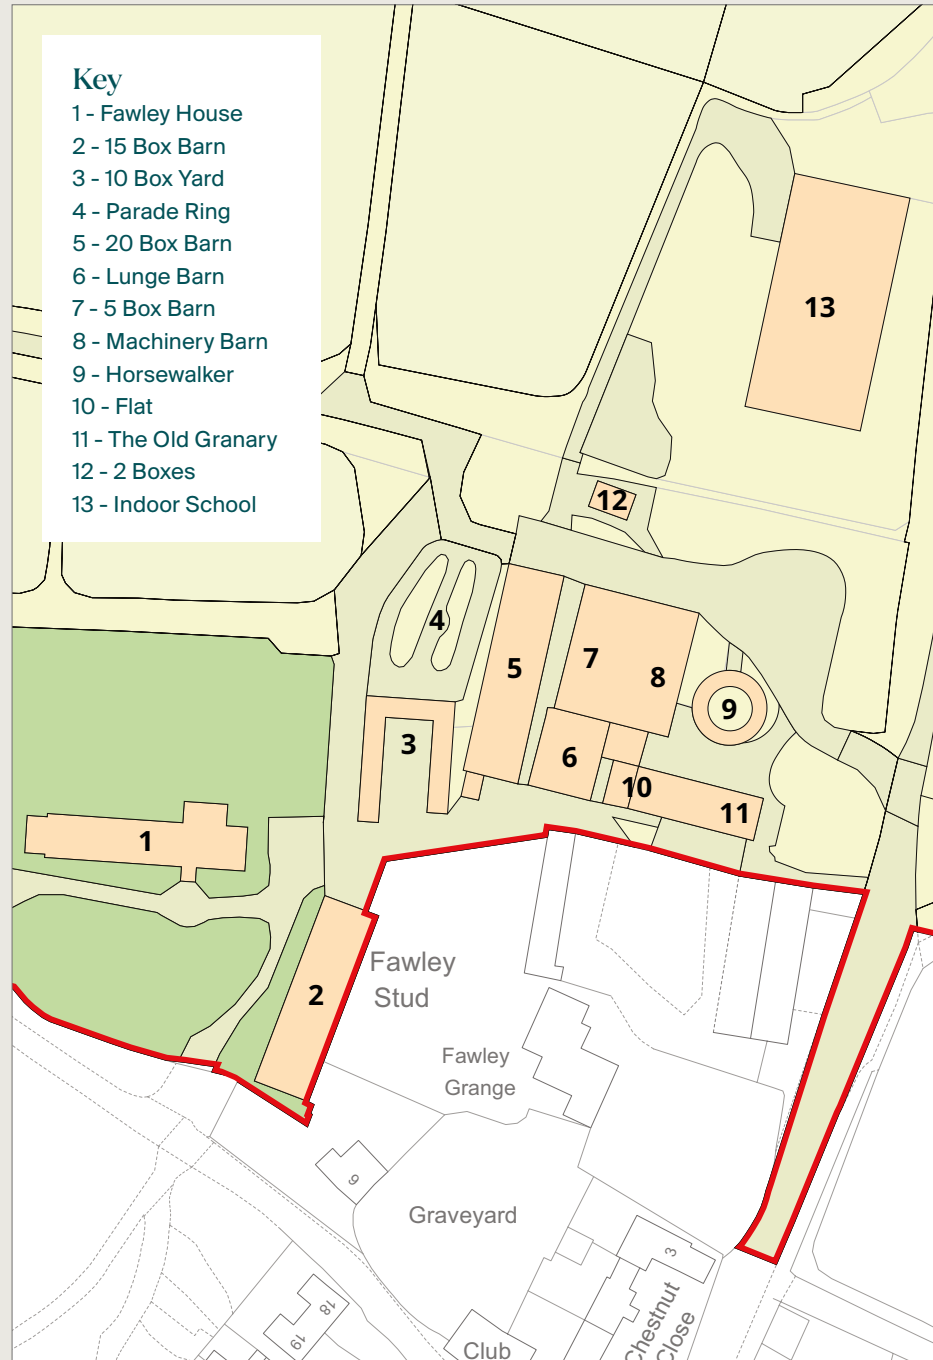 Key
1 - Fawley House
2 - 15 Box Barn
3 - 10 Box Yard
4 - Parade Ring
5 - 20 Box Barn
6 - Lunge Barn
7 - 5 Box Barn
8 - Machinery Barn
9 - Horsewalker
10 - Flat
11 - The Old Granary
12 - 2 Boxes
13 - Indoor School
13
12
4
5
7
8
9
3
6
10
11
1
2
Fawley
Stud
Fawley
Grange
9
Graveyard
3
Chestnut
Close
18
19
Club